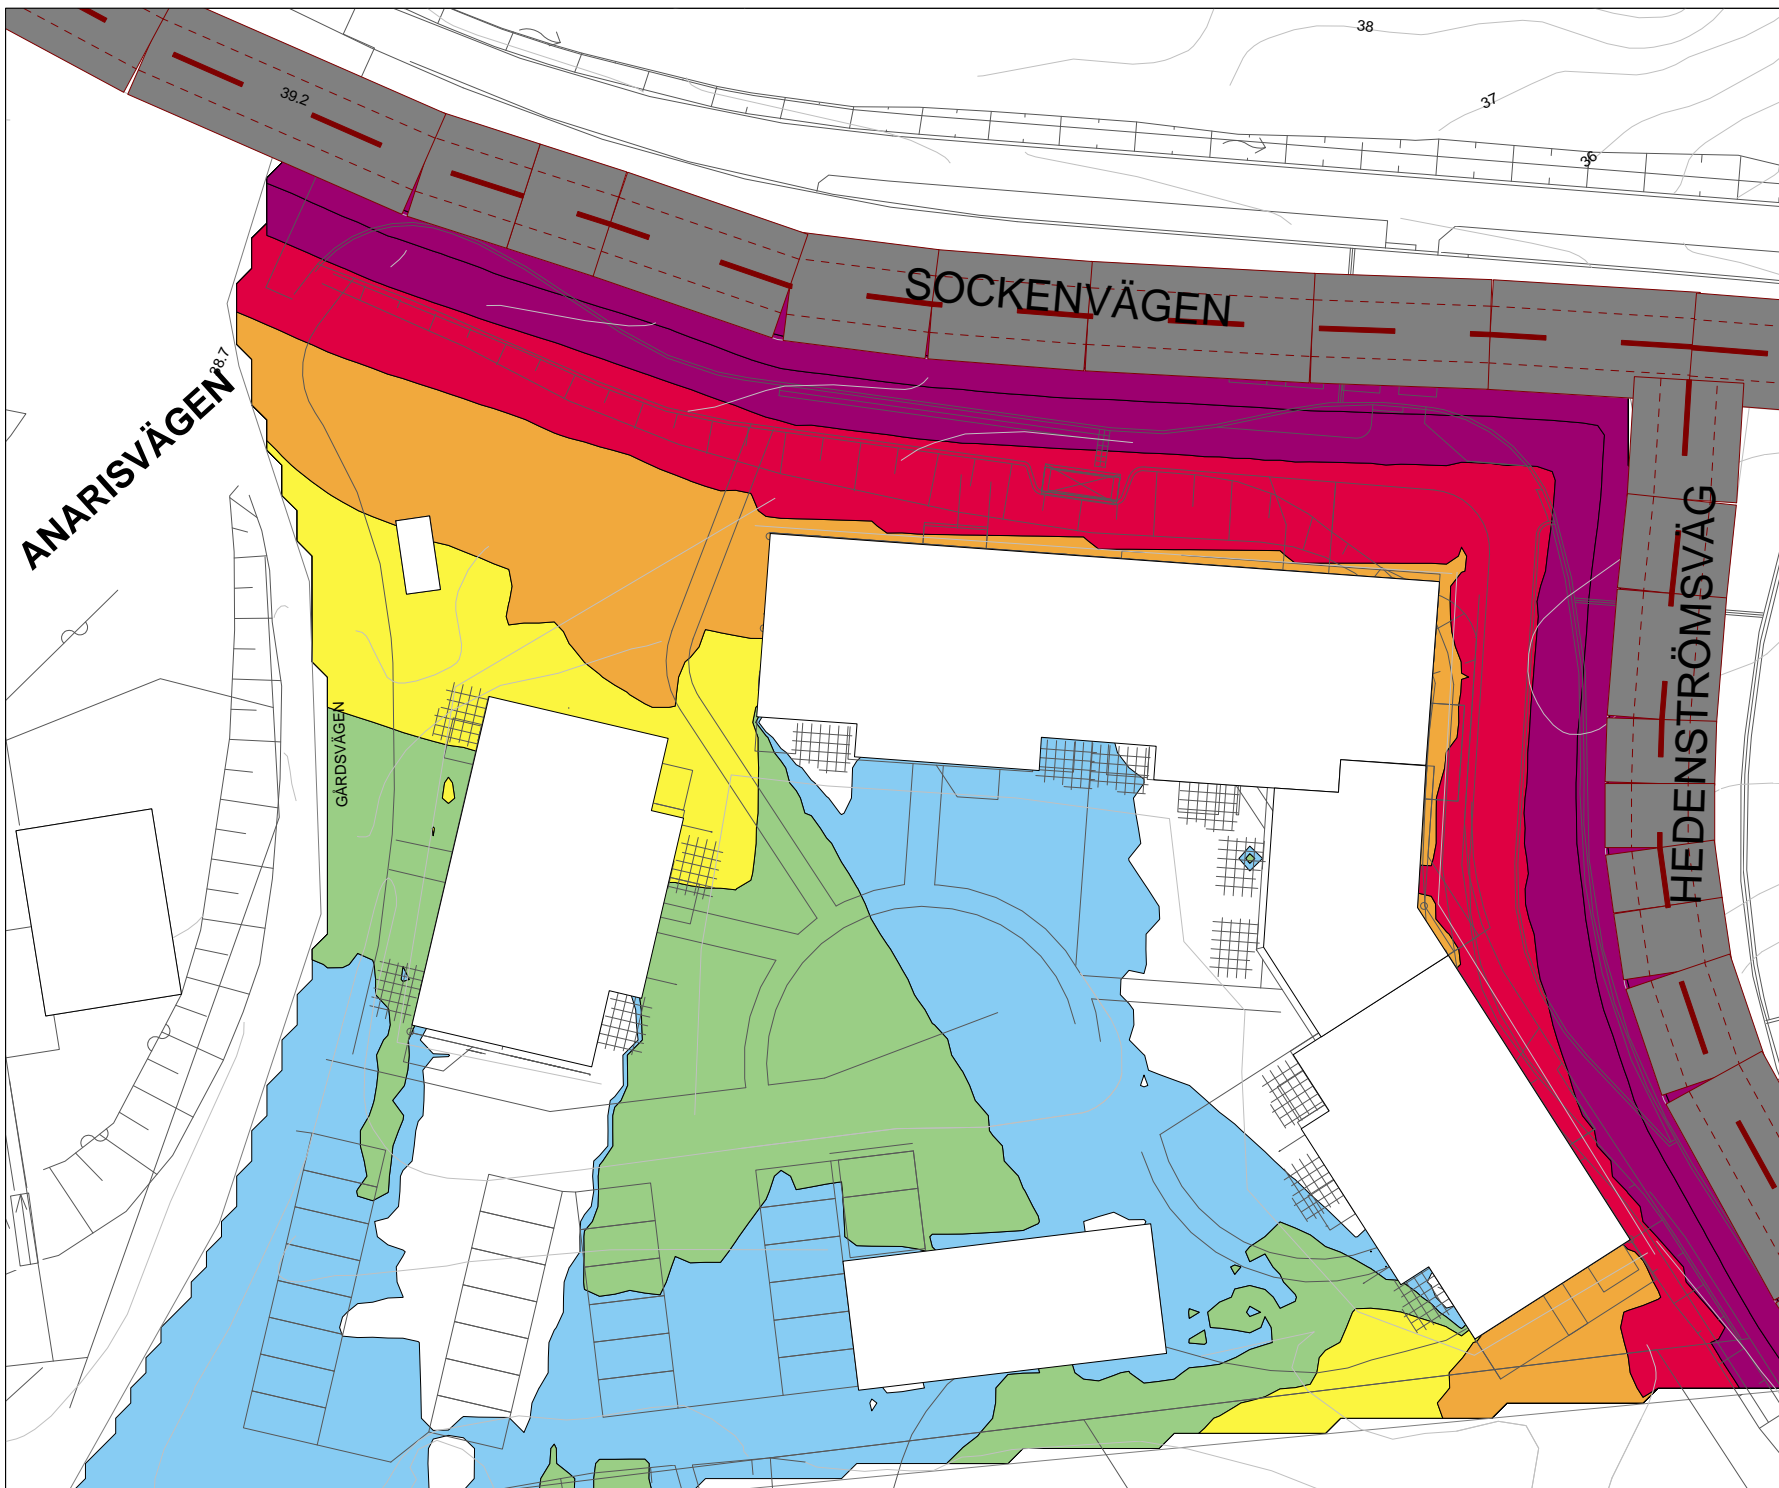 38
39.2
37
36
SOCKENVÄGEN
38.7
ANARISVÄGEN
HEDENSTRÖMSVÄG
GÅRDSVÄGEN